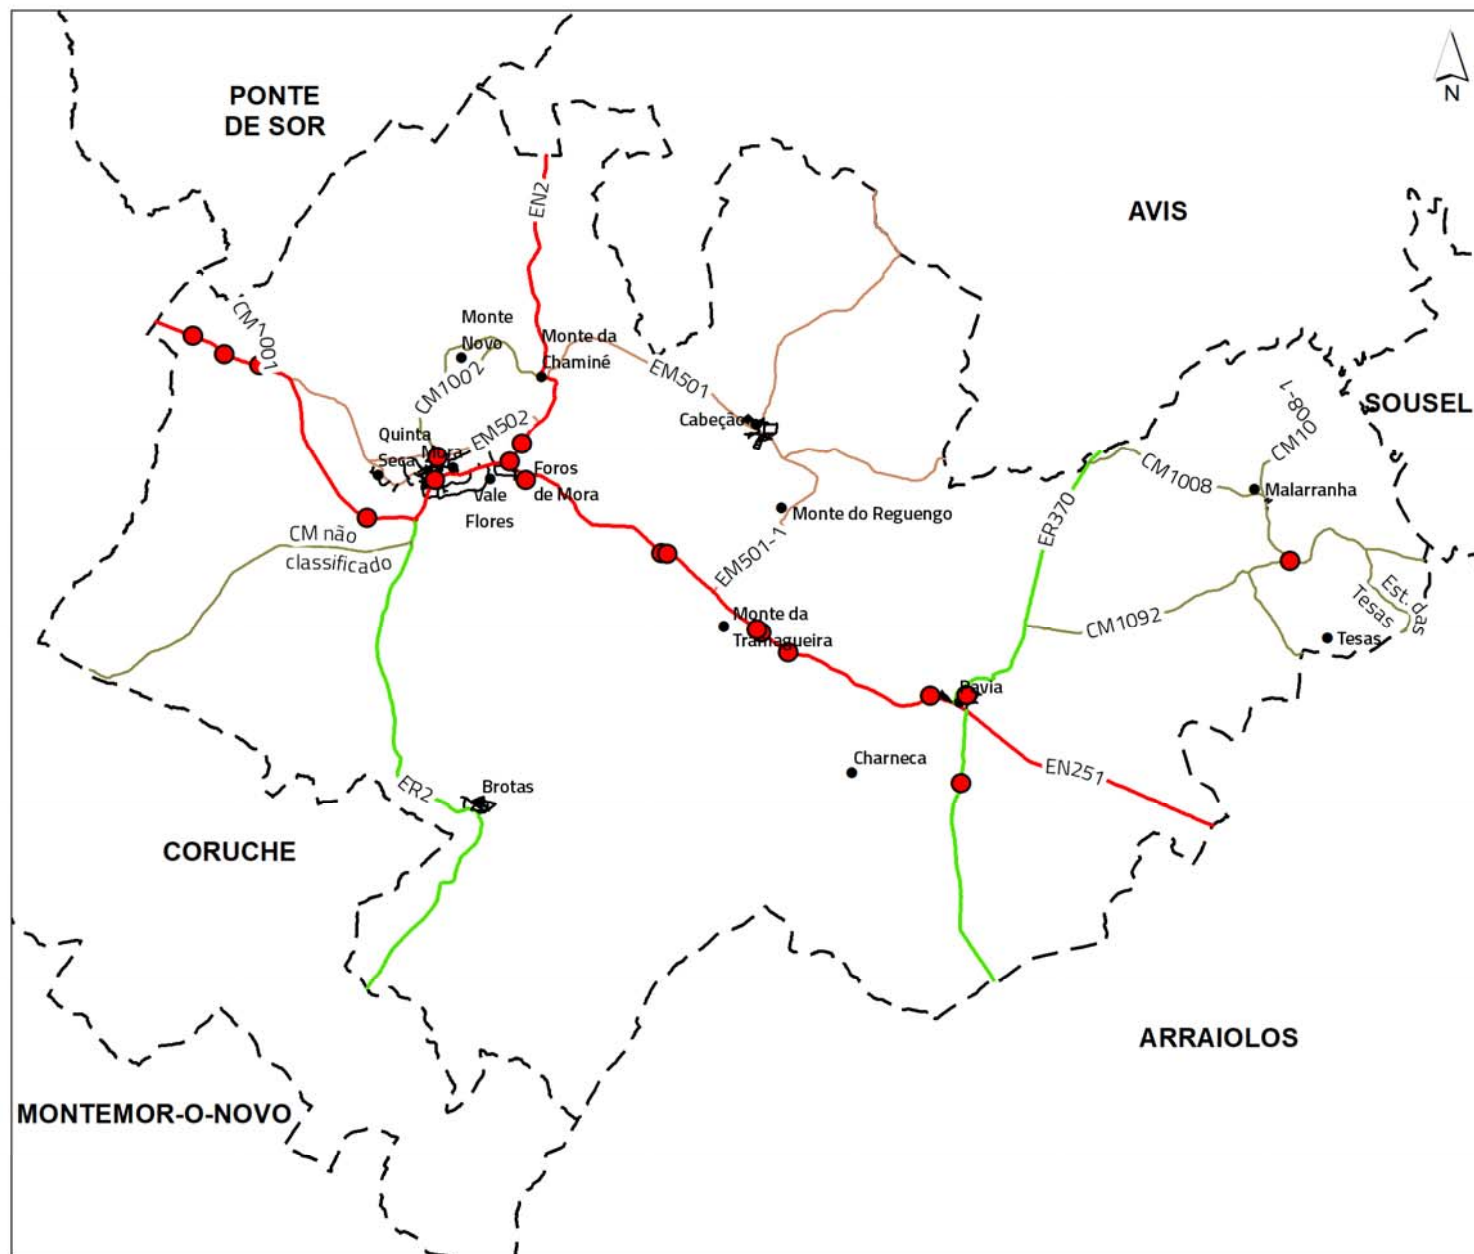 N
PONTE
DE SOR
AVIS
EN2
CM1001
Monte
Novo
Monte da
Chaminé
EM501
CM1002
SOUSEL
CM10
08-1
Cabeção
Quinta
Seca
Mora
EM502
Foros
de Mora
Vale
Flores
CM1008
Malarranha
Monte do Reguengo
ER370
CM não
classificado
EM501-1
Est. das
Tesas
Monte da
Tramagueira
CM1092
Tesas
Pavia
Charneca
EN251
ER2
Brotas
CORUCHE
ARRAIOLOS
MONTEMOR-O-NOVO